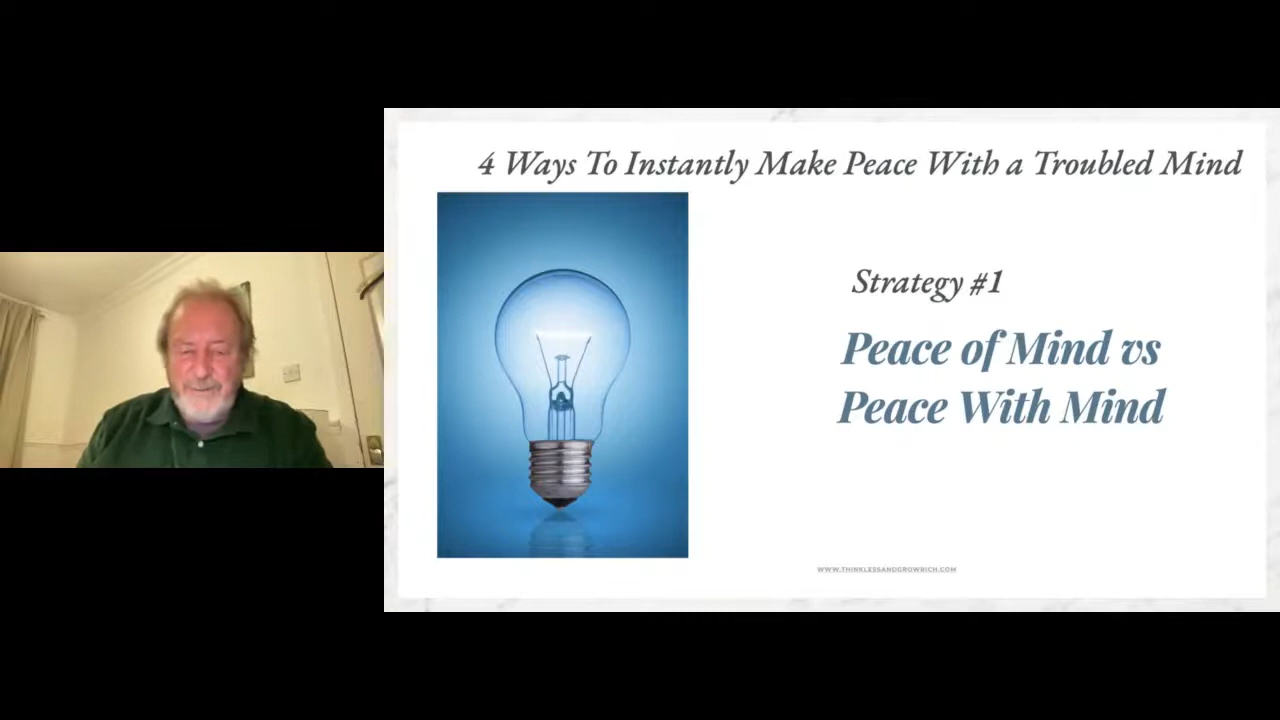 4 Ways To Instantly Make Peace With a Troubled Mind
Strategy #1
Peace of Mind vs
Peace With Mind
WWW.THINKLESSANDGROWRICH.COM